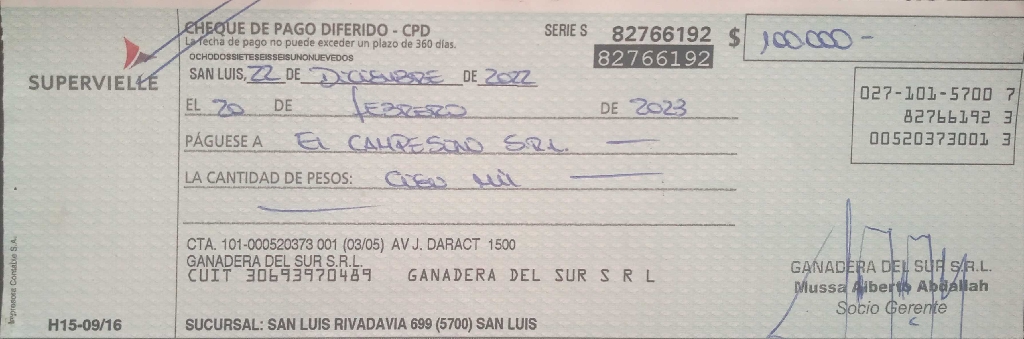 CHEQUE DE PAGO DIFERIDO - CPD
La fecha de pago no puede exceder un plazo de 360 días.
SERIE S 82766192 $ 100000 -
82766192
OCHODOSSIETESEISSEISUNONUEVEDOS
SUPERVIELLE
SAN LUIS, 22 DE DICIEMBRE DE 2022
EL 20 DE FEBRERO DE 2023
027-101-5700 7
82766192 3
00520373001 3
PÁGUESE A EL CAMPESINO S.R.L.
LA CANTIDAD DE PESOS: CIEN MIL
CTA. 101-000520373 001 (03/05) AV J. DARACT 1500
GANADERA DEL SUR S.R.L.
CUIT 30693970489 GANADERA DEL SUR S R L
GANADERA DEL SUR S.R.L.
Mussa Alberto Abdallah
Socio Gerente
Impresora Contalxe S.A.
H15-09/16
SUCURSAL: SAN LUIS RIVADAVIA 699 (5700) SAN LUIS